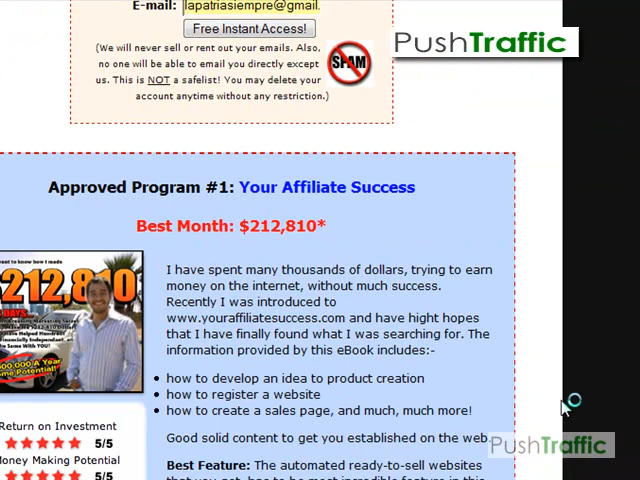 E-mail: lapatriasiempre@gmail.
Free Instant Access!
(We will never sell or rent out your emails. Also,
no one will be able to email you directly except
us. This is NOT a safelist! You may delete your
account anytime without any restriction.)
SPAM
PushTraffic
Approved Program #1: Your Affiliate Success
Best Month: $212,810*
want to know how I made
$212,810
DAYS...
I have spent many thousands of dollars, trying to earn
money on the internet, without much success.
Recently I was introduced to
www.youraffiliatesuccess.com and have hight hopes
that I have finally found what I was searching for. The
information provided by this eBook includes:-
• how to develop an idea to product creation
• how to register a website
• how to create a sales page, and much, much more!
Good solid content to get you established on the web.
Best Feature: The automated ready-to-sell websites
Return on Investment
5/5
Money Making Potential
5/5
PushTraffic